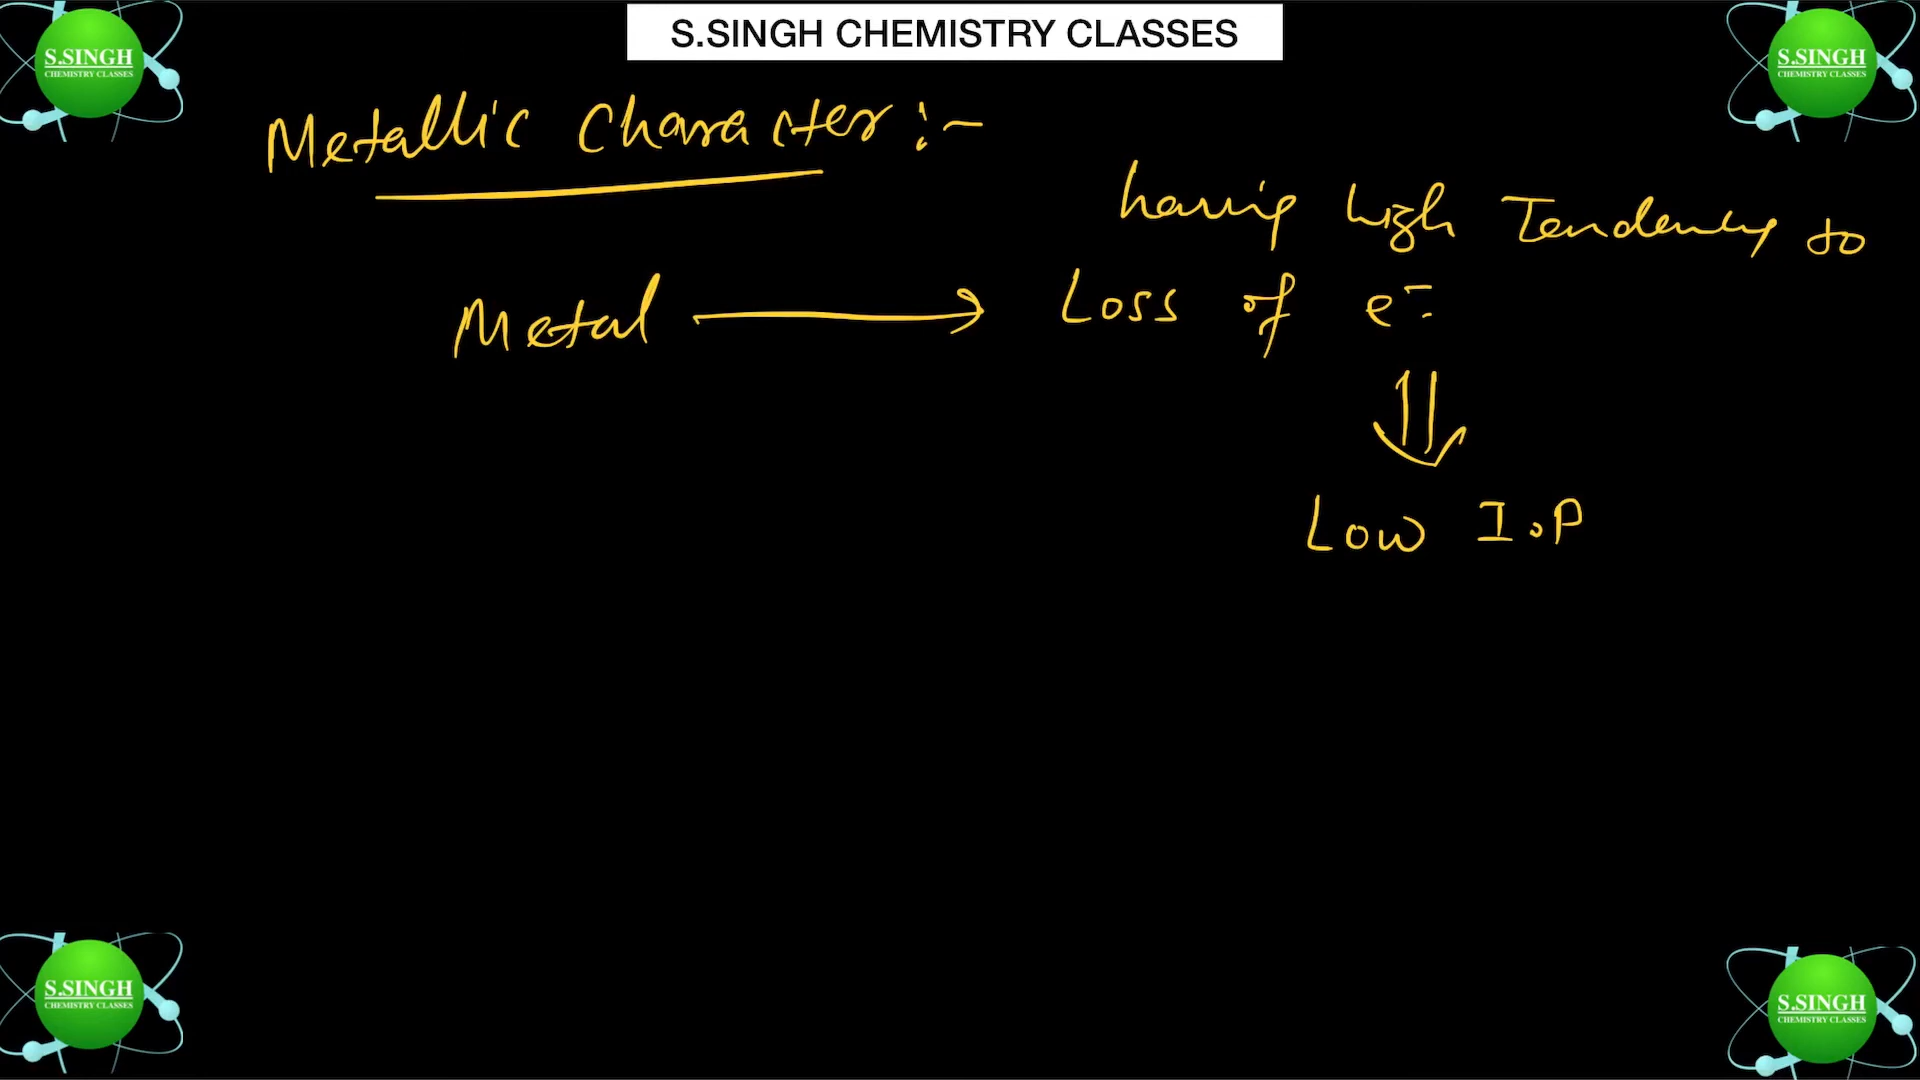 S.SINGH CHEMISTRY CLASSES
S.SINGH
CHEMISTRY CLASSES
S.SINGH
CHEMISTRY CLASSES
Metallic Character :-
having high Tendency to
Metal → Loss of e-
⇓
Low I.P
S.SINGH
CHEMISTRY CLASSES
S.SINGH
CHEMISTRY CLASSES